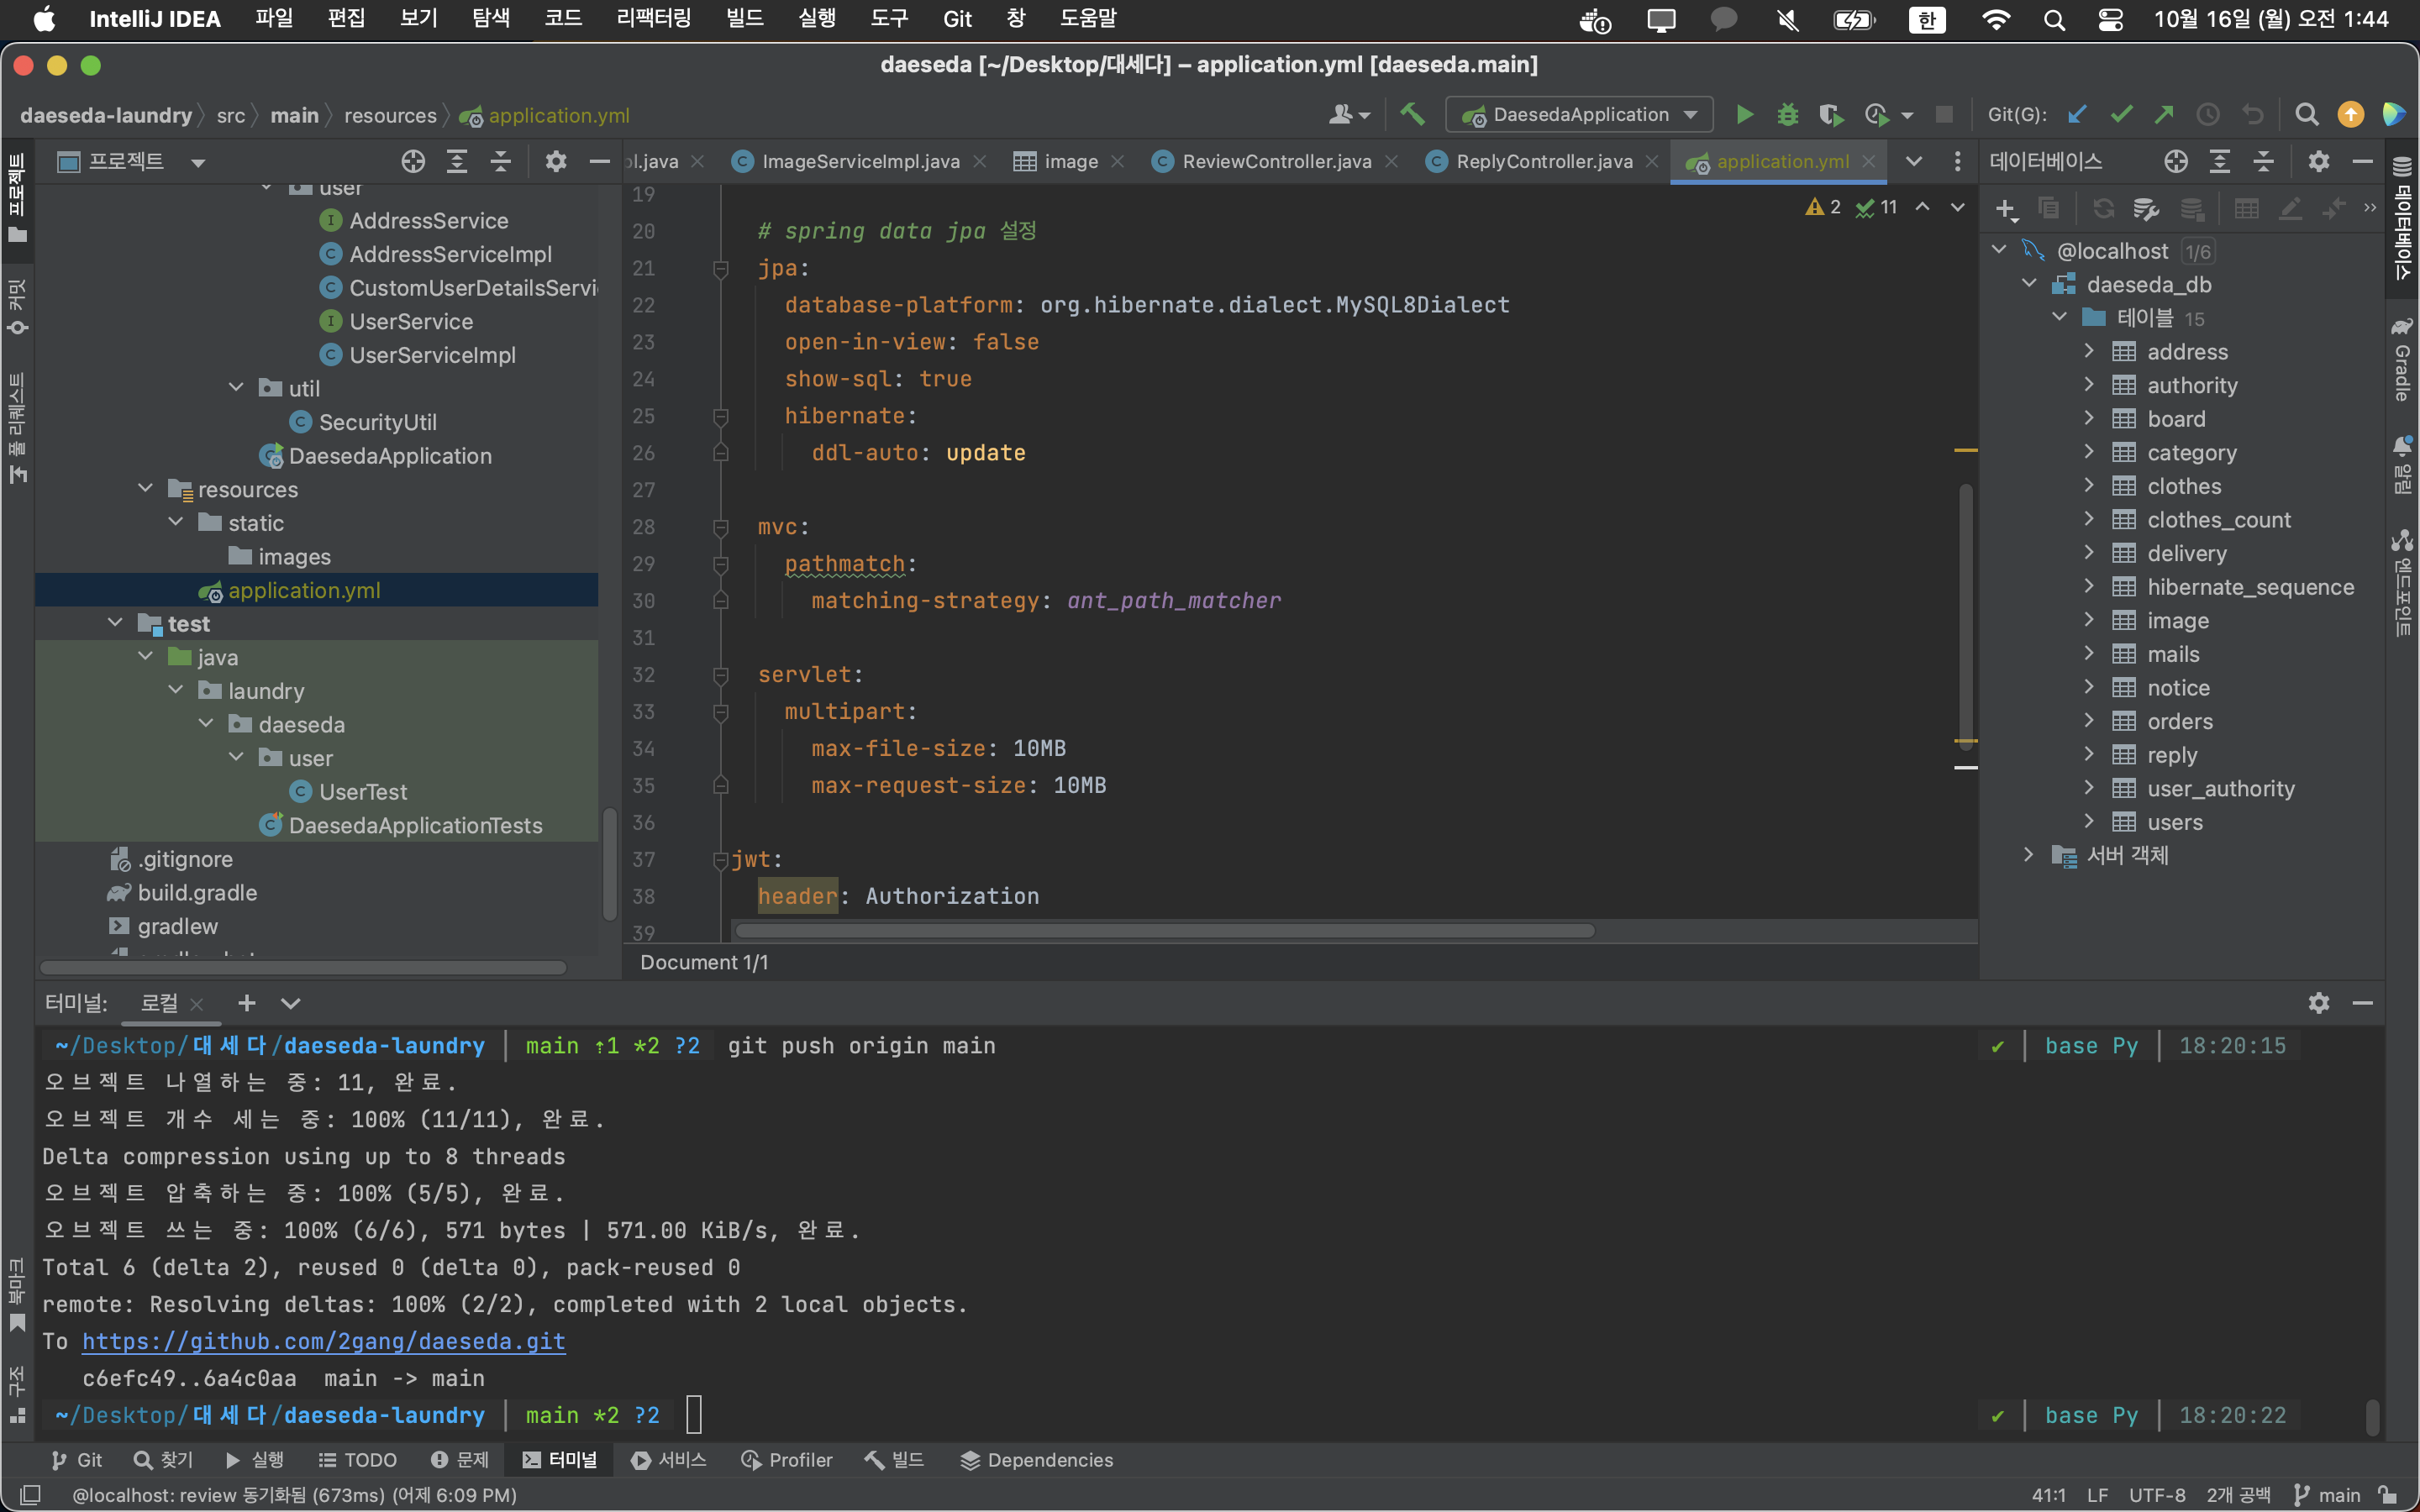 IntelliJ IDEA 파일 편집 보기 탐색 코드 리팩터링 빌드 실행 도구 Git 창 도움말 한 10월 16일 (월) 오전 1:44
daeseda [~/Desktop/대세다] – application.yml [daeseda.main]
daeseda-laundry src main resources application.yml DaesedaApplication Git(G):
프로젝트
ImageServiceImpl.java image ReviewController.java ReplyController.java application.yml
데이터베이스
프로젝트
커밋
풀 리퀘스트
북마크
구조
user
AddressService
AddressServiceImpl
CustomUserDetailsServi
UserService
UserServiceImpl
util
SecurityUtil
DaesedaApplication
resources
static
images
application.yml
test
java
laundry
daeseda
user
UserTest
DaesedaApplicationTests
.gitignore
build.gradle
gradlew
2 11
19
20 # spring data jpa 설정
21 jpa:
22 database-platform: org.hibernate.dialect.MySQL8Dialect
23 open-in-view: false
24 show-sql: true
25 hibernate:
26 ddl-auto: update
27
28 mvc:
29 pathmatch:
30 matching-strategy: ant_path_matcher
31
32 servlet:
33 multipart:
34 max-file-size: 10MB
35 max-request-size: 10MB
36
37 jwt:
38 header: Authorization
39
Document 1/1
@localhost 1/6
daeseda_db
테이블 15
address
authority
board
category
clothes
clothes_count
delivery
hibernate_sequence
image
mails
notice
orders
reply
user_authority
users
서버 객체
데이터베이스
Gradle
알림
엔드포인트
터미널: 로컬
~/Desktop/대세다/daeseda-laundry main ⇡1 *2 ?2 git push origin main ✔ base Py 18:20:15
오브젝트 나열하는 중: 11, 완료.
오브젝트 개수 세는 중: 100% (11/11), 완료.
Delta compression using up to 8 threads
오브젝트 압축하는 중: 100% (5/5), 완료.
오브젝트 쓰는 중: 100% (6/6), 571 bytes | 571.00 KiB/s, 완료.
Total 6 (delta 2), reused 0 (delta 0), pack-reused 0
remote: Resolving deltas: 100% (2/2), completed with 2 local objects.
To https://github.com/2gang/daeseda.git
c6efc49..6a4c0aa main -> main
~/Desktop/대세다/daeseda-laundry main *2 ?2 ✔ base Py 18:20:22
Git 찾기 실행 TODO 문제 터미널 서비스 Profiler 빌드 Dependencies
@localhost: review 동기화됨 (673ms) (어제 6:09 PM) 41:1 LF UTF-8 2개 공백 main